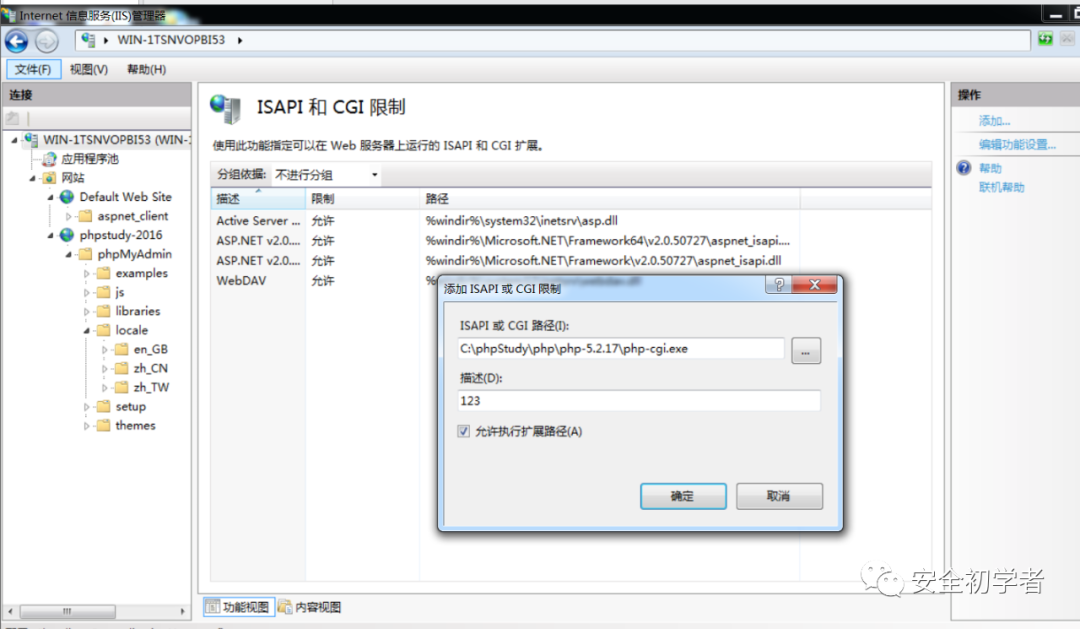 Internet 信息服务(IIS)管理器
WIN-1TSNVOPBI53
文件(F) 视图(V) 帮助(H)
连接
WIN-1TSNVOPBI53 (WIN-1
应用程序池
网站
Default Web Site
aspnet_client
phpstudy-2016
phpMyAdmin
examples
js
libraries
locale
en_GB
zh_CN
zh_TW
setup
themes
ISAPI 和 CGI 限制
使用此功能指定可以在 Web 服务器上运行的 ISAPI 和 CGI 扩展。
分组依据: 不进行分组
描述 限制 路径
Active Server ... 允许 %windir%\system32\inetsrv\asp.dll
ASP.NET v2.0.... 允许 %windir%\Microsoft.NET\Framework64\v2.0.50727\aspnet_isapi....
ASP.NET v2.0.... 允许 %windir%\Microsoft.NET\Framework\v2.0.50727\aspnet_isapi.dll
WebDAV 允许
添加 ISAPI 或 CGI 限制
ISAPI 或 CGI 路径(I):
C:\phpStudy\php\php-5.2.17\php-cgi.exe
...
描述(D):
123
允许执行扩展路径(A)
确定 取消
功能视图 内容视图
操作
添加...
编辑功能设置...
帮助
联机帮助
安全初学者